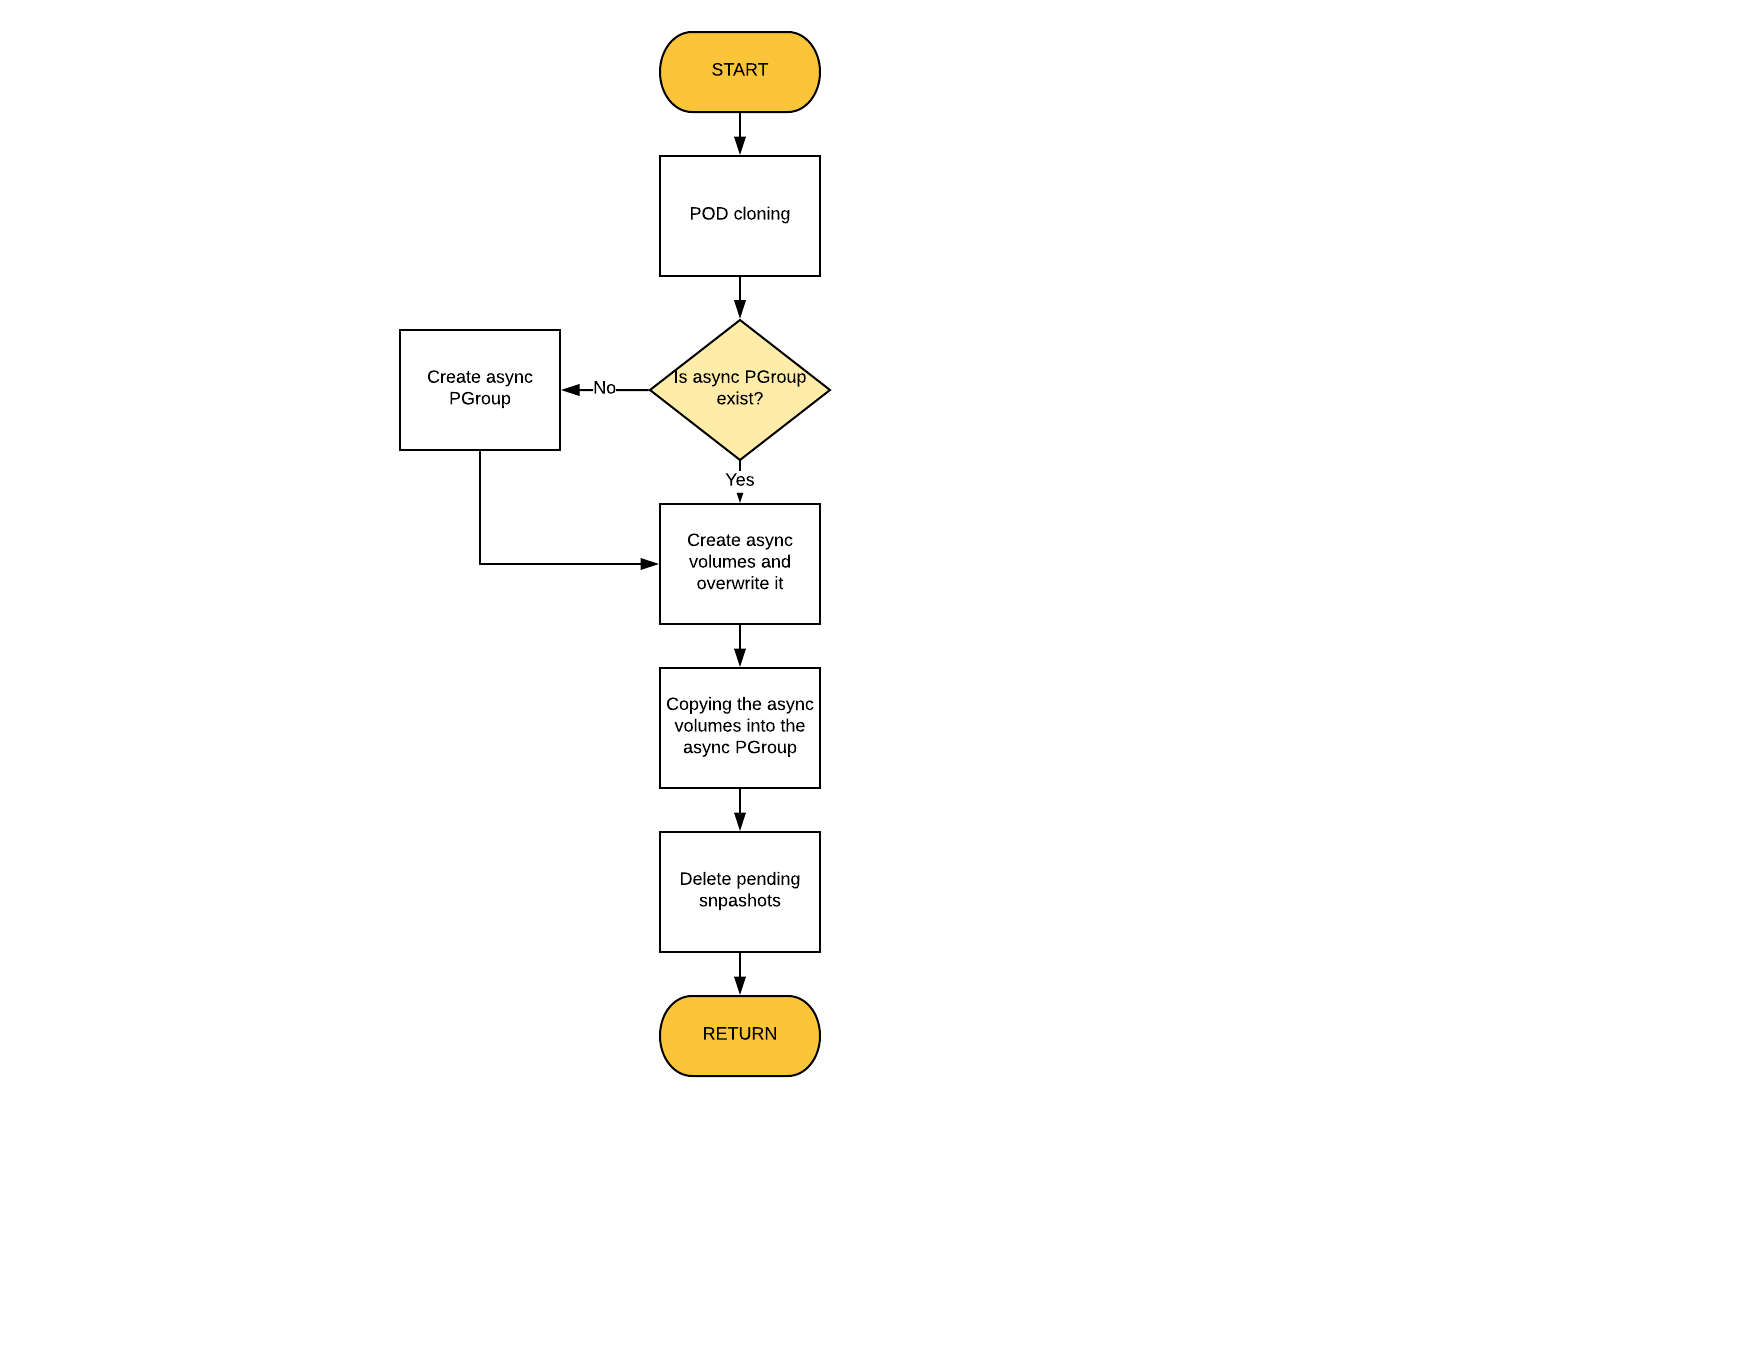 START
POD cloning
Is async PGroup
exist?
No
Create async
PGroup
Yes
Create async
volumes and
overwrite it
Copying the async
volumes into the
async PGroup
Delete pending
snpashots
RETURN